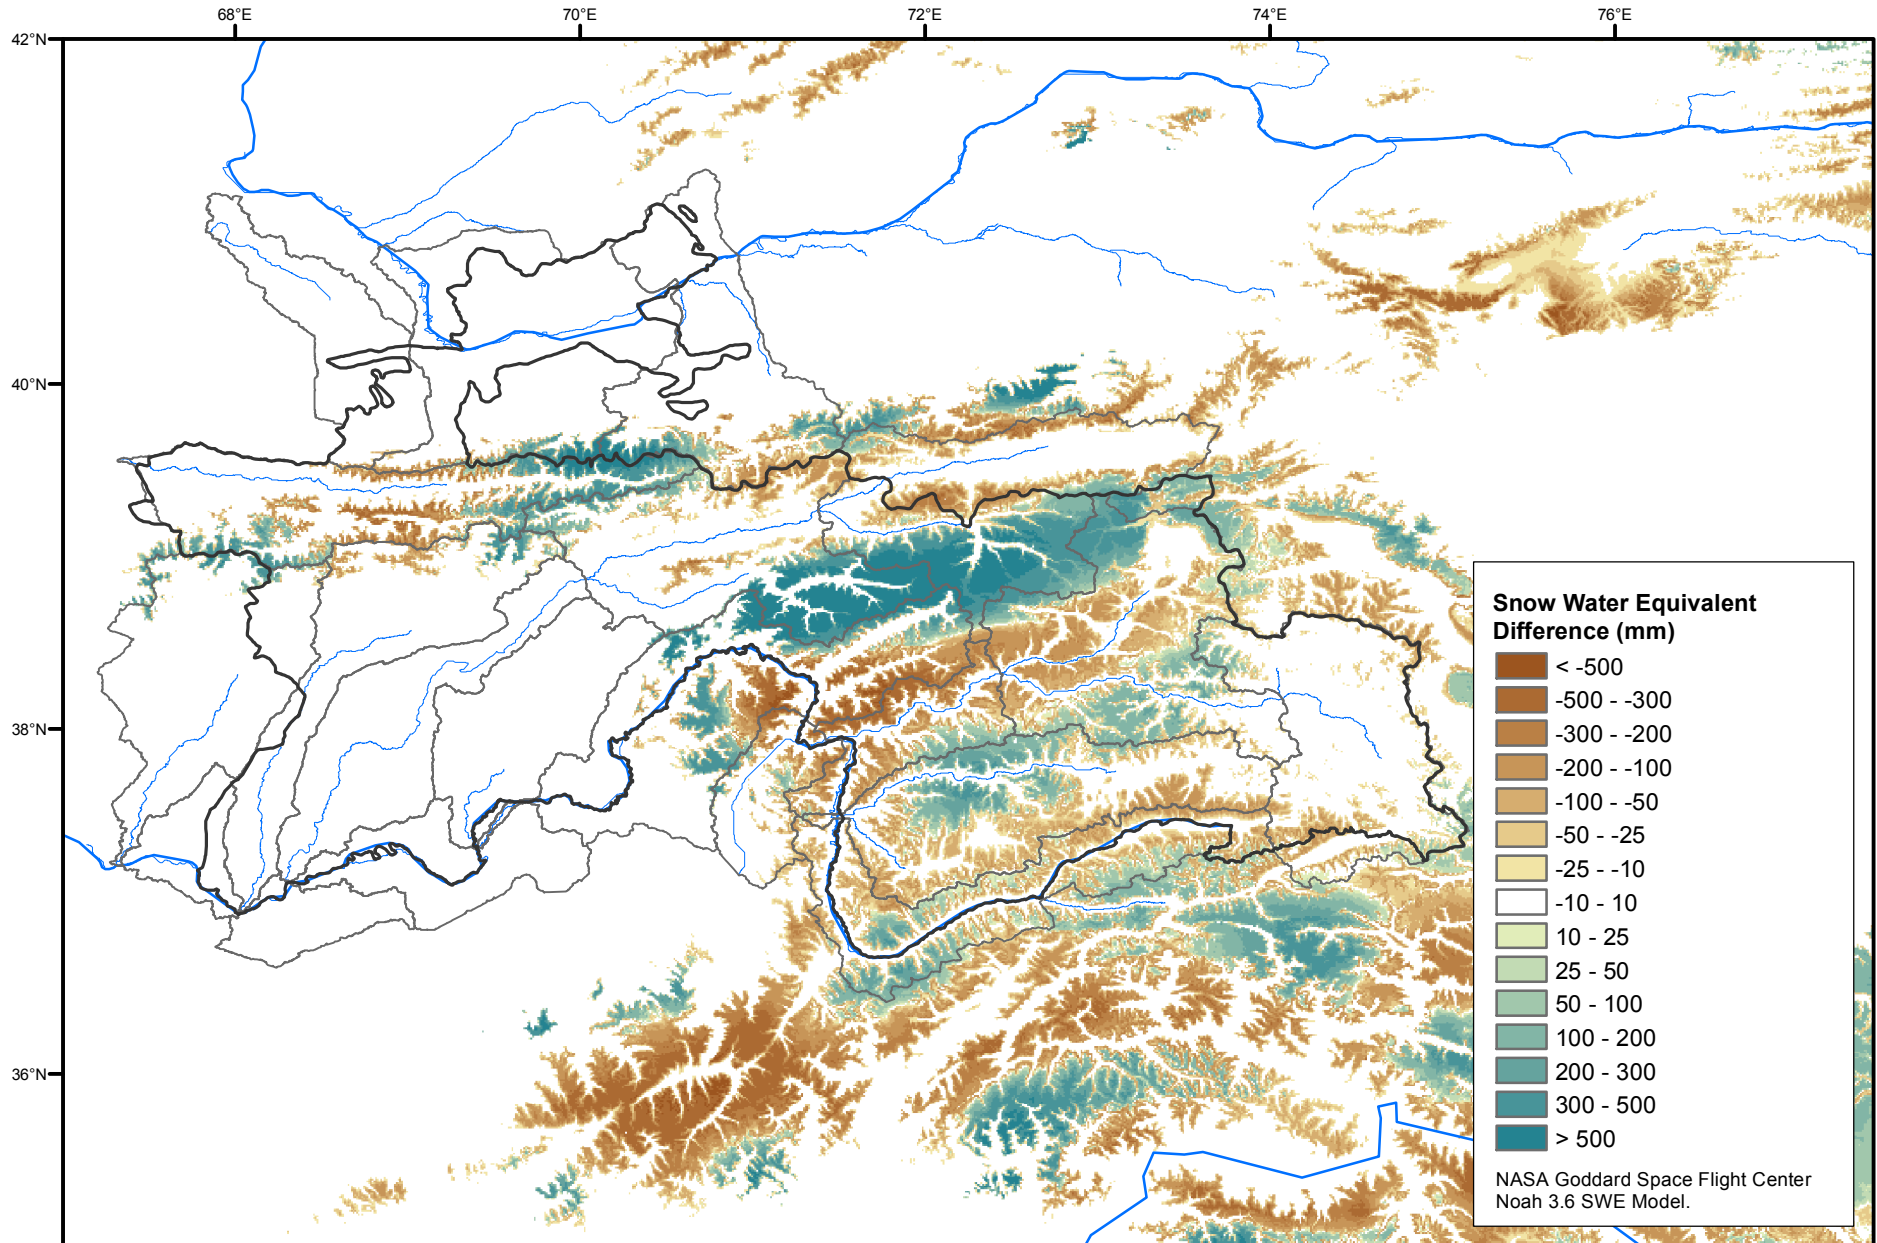 68°E
70°E
72°E
74°E
76°E
42°N
40°N
38°N
36°N
Snow Water Equivalent
Difference (mm)
< -500
-500 - -300
-300 - -200
-200 - -100
-100 - -50
-50 - -25
-25 - -10
-10 - 10
10 - 25
25 - 50
50 - 100
100 - 200
200 - 300
300 - 500
> 500
NASA Goddard Space Flight Center
Noah 3.6 SWE Model.